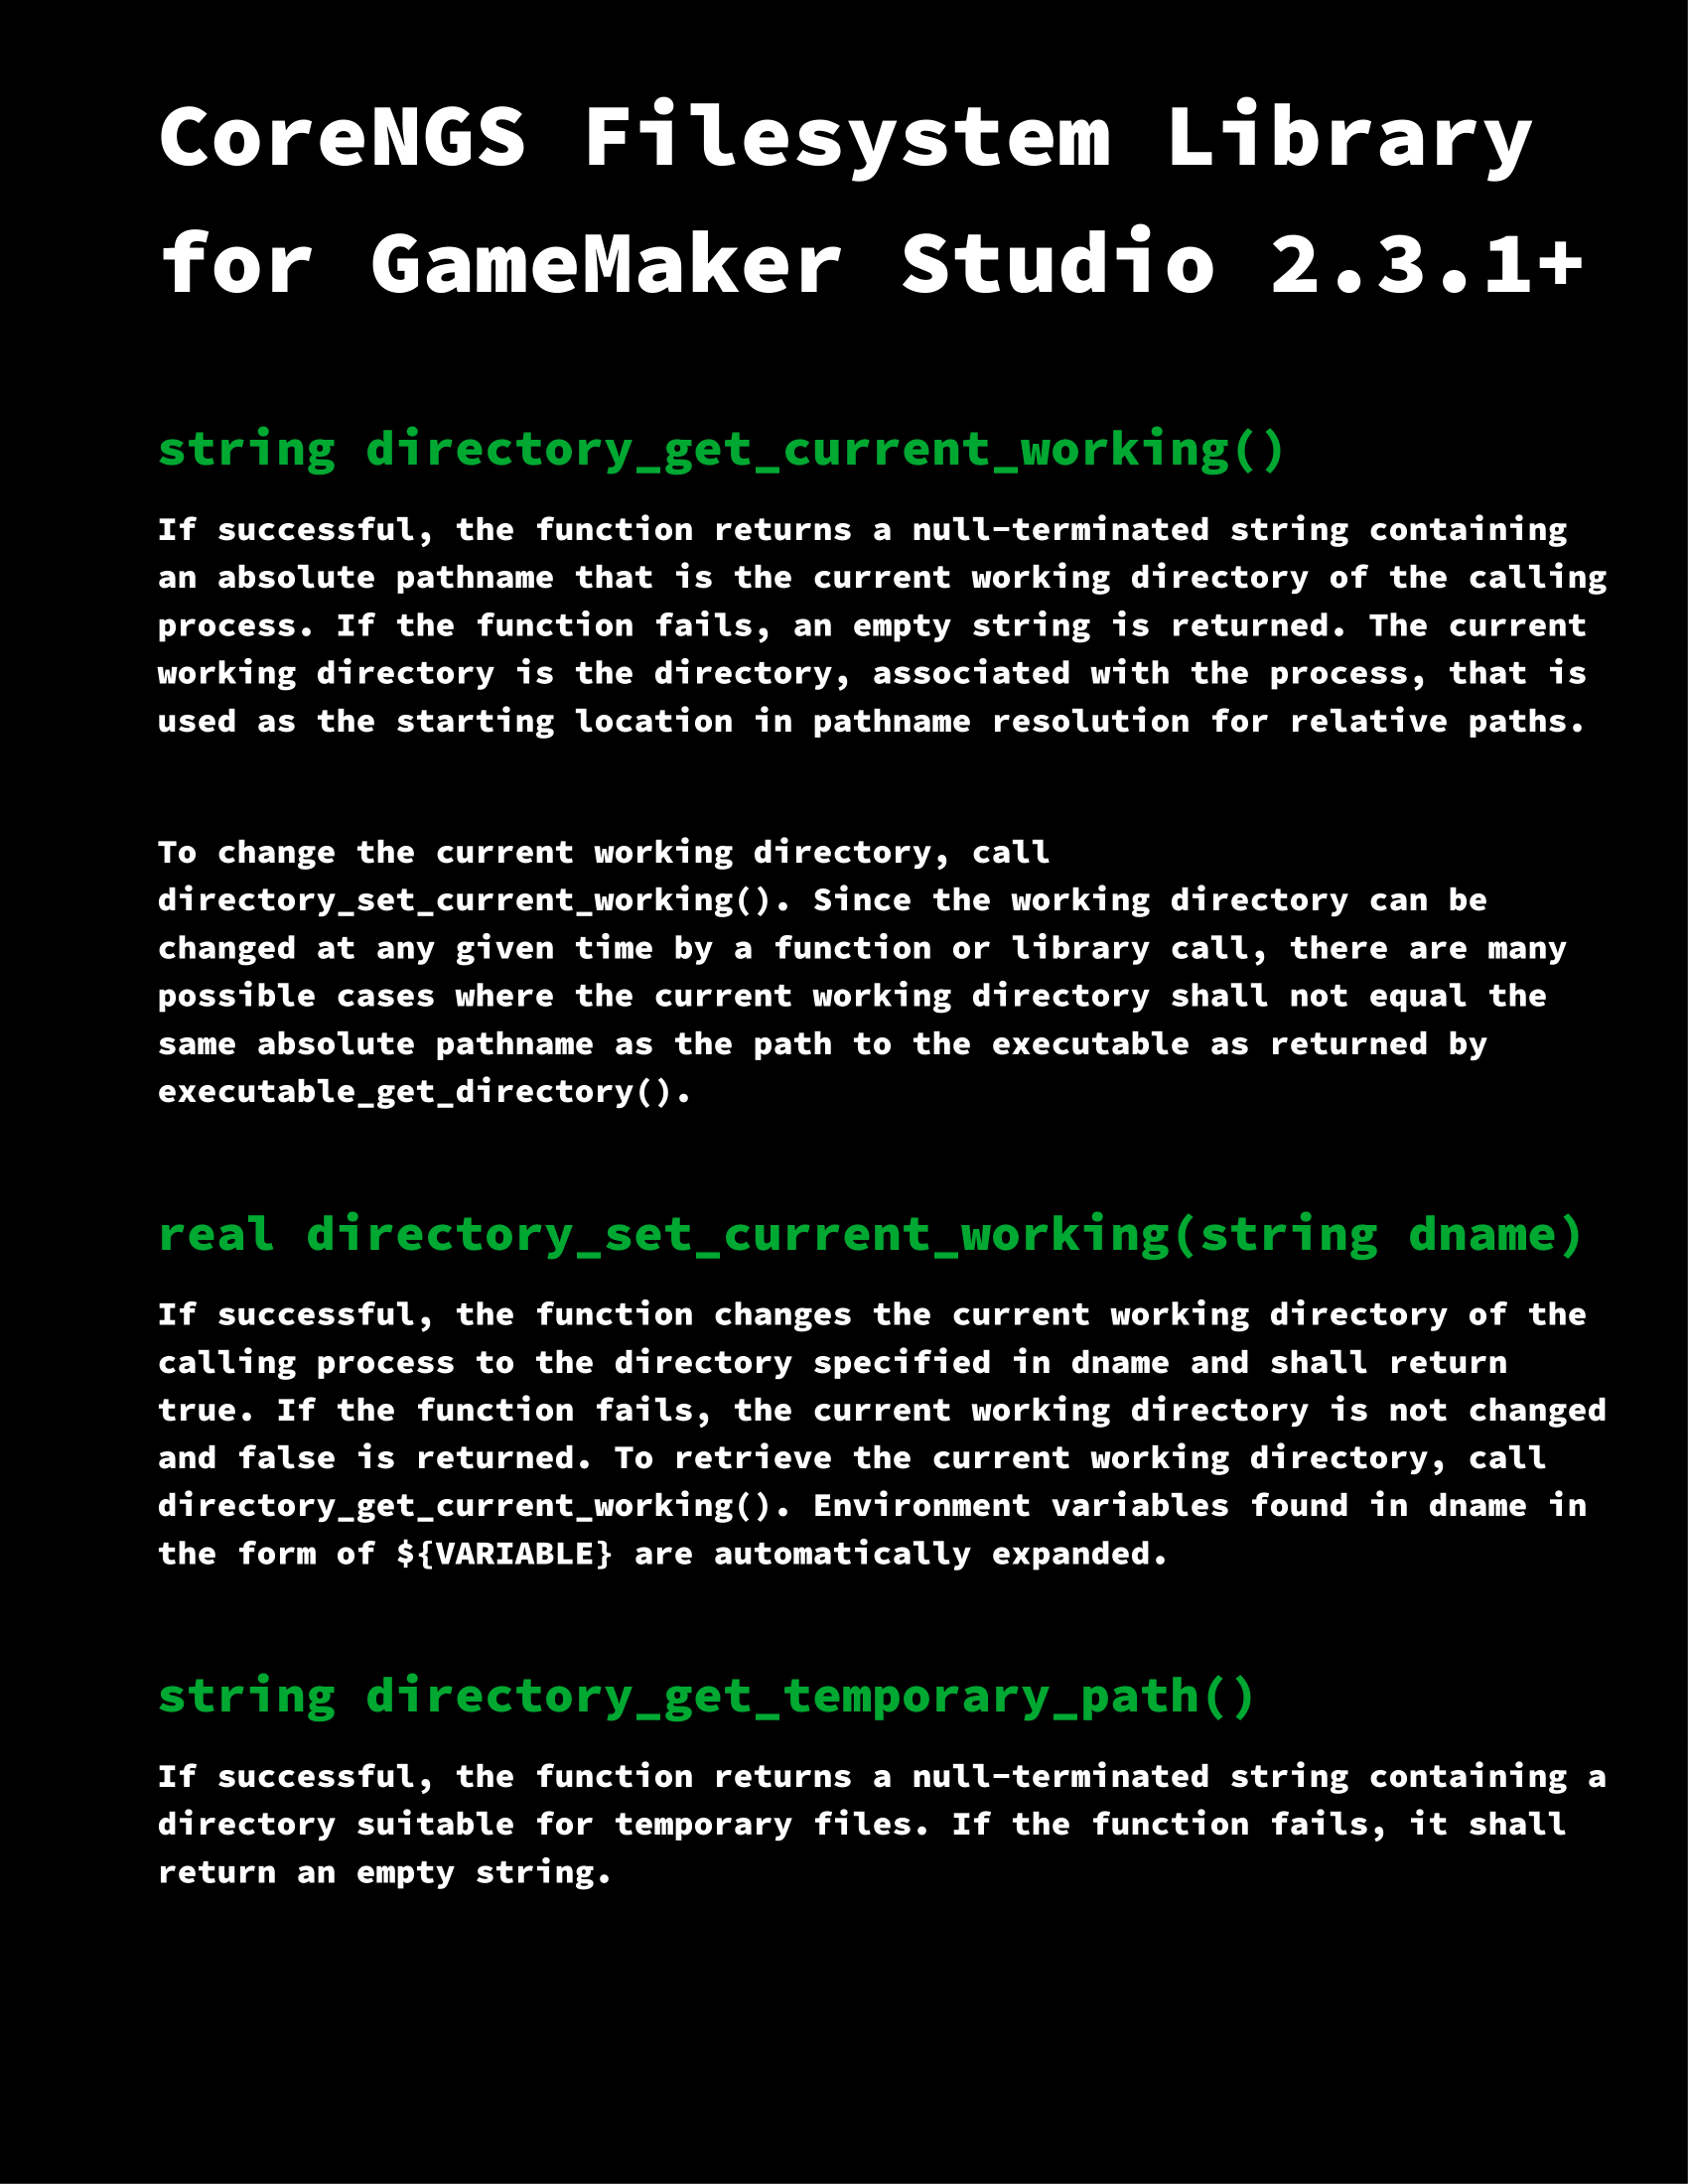 CoreNGS Filesystem Library
for GameMaker Studio 2.3.1+
string directory_get_current_working()
If successful, the function returns a null-terminated string containing
an absolute pathname that is the current working directory of the calling
process. If the function fails, an empty string is returned. The current
working directory is the directory, associated with the process, that is
used as the starting location in pathname resolution for relative paths.
To change the current working directory, call
directory_set_current_working(). Since the working directory can be
changed at any given time by a function or library call, there are many
possible cases where the current working directory shall not equal the
same absolute pathname as the path to the executable as returned by
executable_get_directory().
real directory_set_current_working(string dname)
If successful, the function changes the current working directory of the
calling process to the directory specified in dname and shall return
true. If the function fails, the current working directory is not changed
and false is returned. To retrieve the current working directory, call
directory_get_current_working(). Environment variables found in dname in
the form of ${VARIABLE} are automatically expanded.
string directory_get_temporary_path()
If successful, the function returns a null-terminated string containing a
directory suitable for temporary files. If the function fails, it shall
return an empty string.